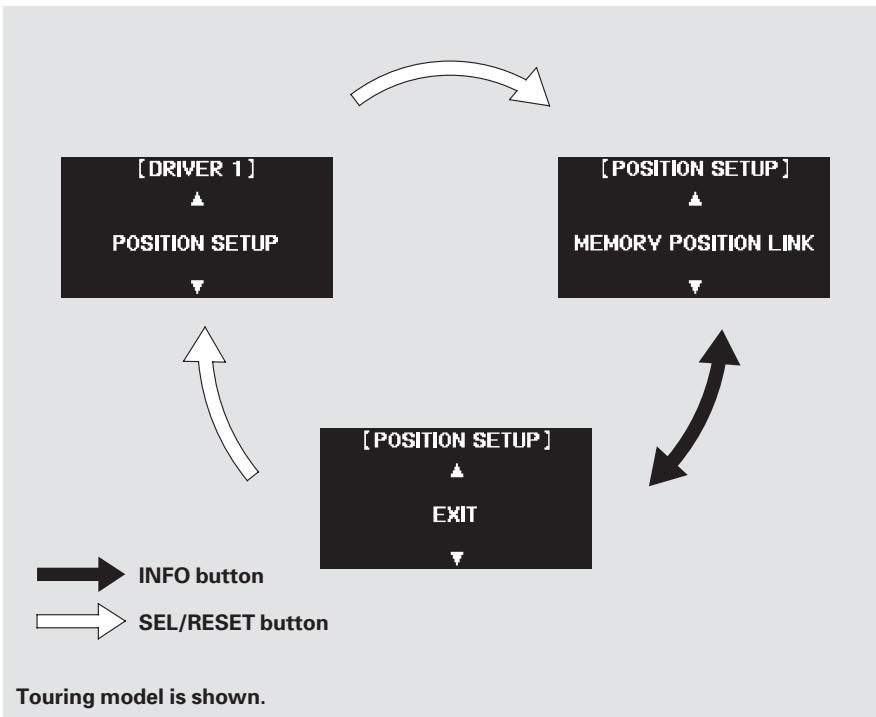 [DRIVER 1]
▲
POSITION SETUP
▼
[POSITION SETUP]
▲
MEMORY POSITION LINK
▼
[POSITION SETUP]
▲
EXIT
▼
INFO button
SEL/RESET button
Touring model is shown.